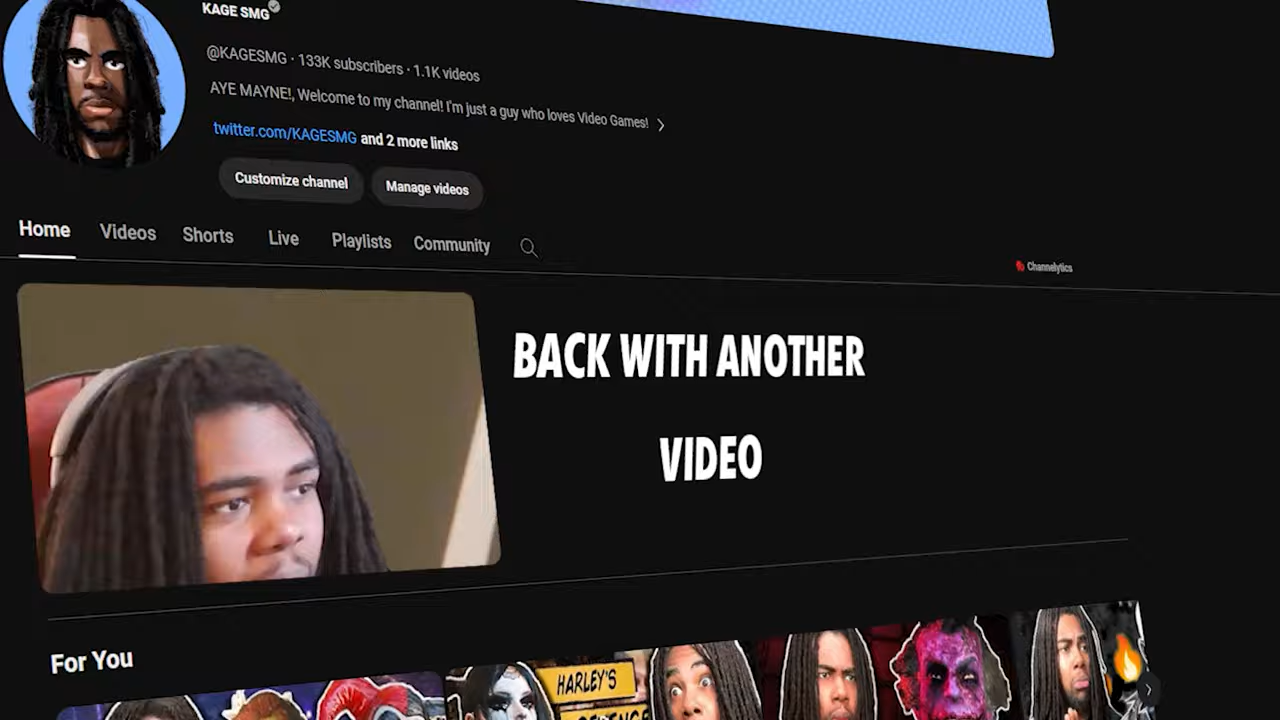 KAGE SMG
@KAGESMG · 133K subscribers · 1.1K videos
AYE MAYNE!, Welcome to my channel! I'm just a guy who loves Video Games!
twitter.com/KAGESMG and 2 more links
Customize channel
Manage videos
Home
Videos
Shorts
Live
Playlists
Community
Channelytics
BACK WITH ANOTHER
VIDEO
For You
HARLEY'S